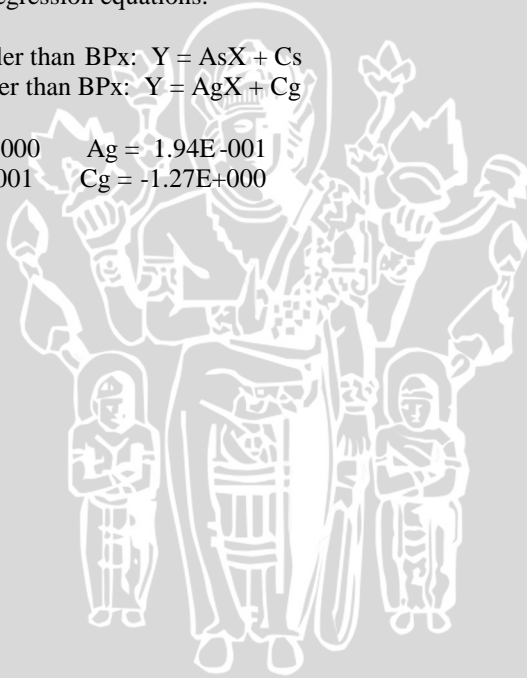 egression equations:
ler than BPx: Y = AsX + Cs
er than BPx: Y = AgX + Cg
000 Ag = 1.94E-001
001 Cg = -1.27E+000